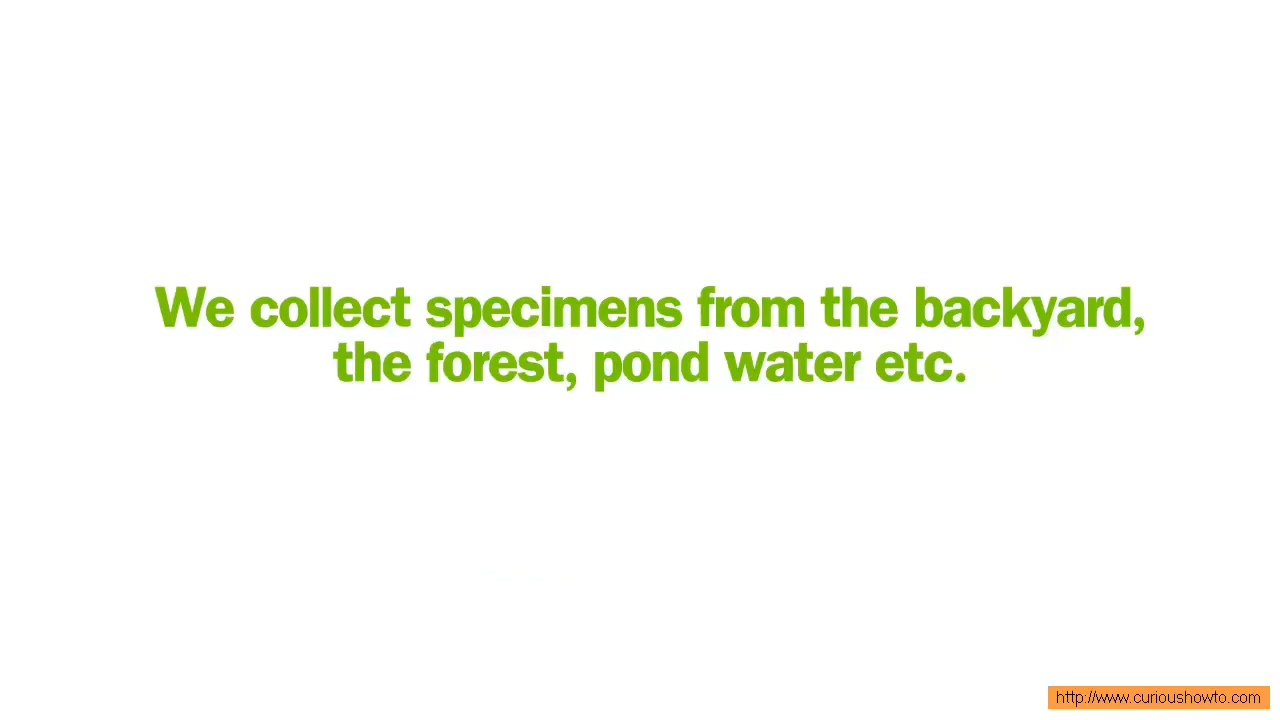 We collect specimens from the backyard,
the forest, pond water etc.
http://www.curioushowto.com